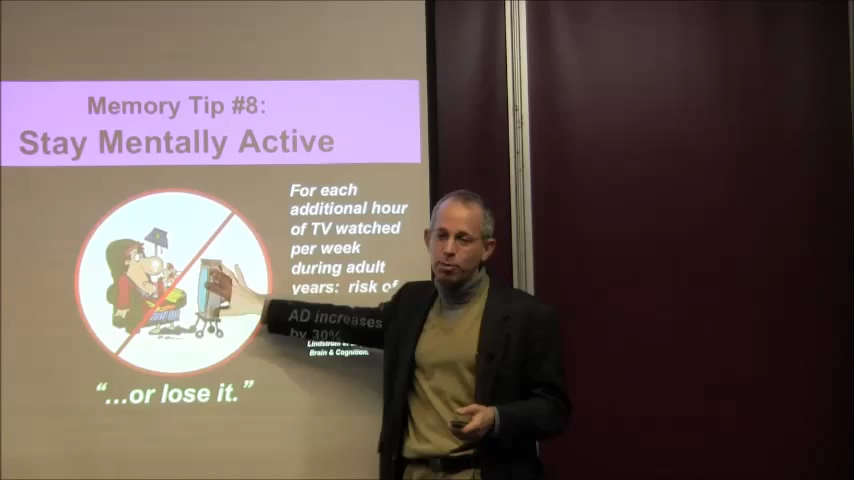 Memory Tip #8:
Stay Mentally Active
For each
additional hour
of TV watched
per week
during adult
years: risk of
AD increases
by 30%
Brain & Cognition.
"...or lose it."